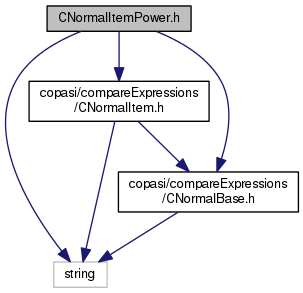 CNormalItemPower.h
copasi/compareExpressions
/CNormalItem.h
copasi/compareExpressions
/CNormalBase.h
string